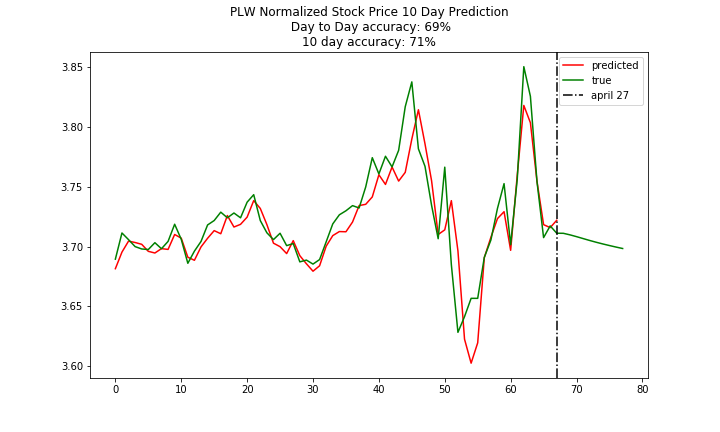 PLW Normalized Stock Price 10 Day Prediction
Day to Day accuracy: 69%
10 day accuracy: 71%
3.85
3.80
3.75
3.70
3.65
3.60
0 10 20 30 40 50 60 70 80
predicted
true
april 27